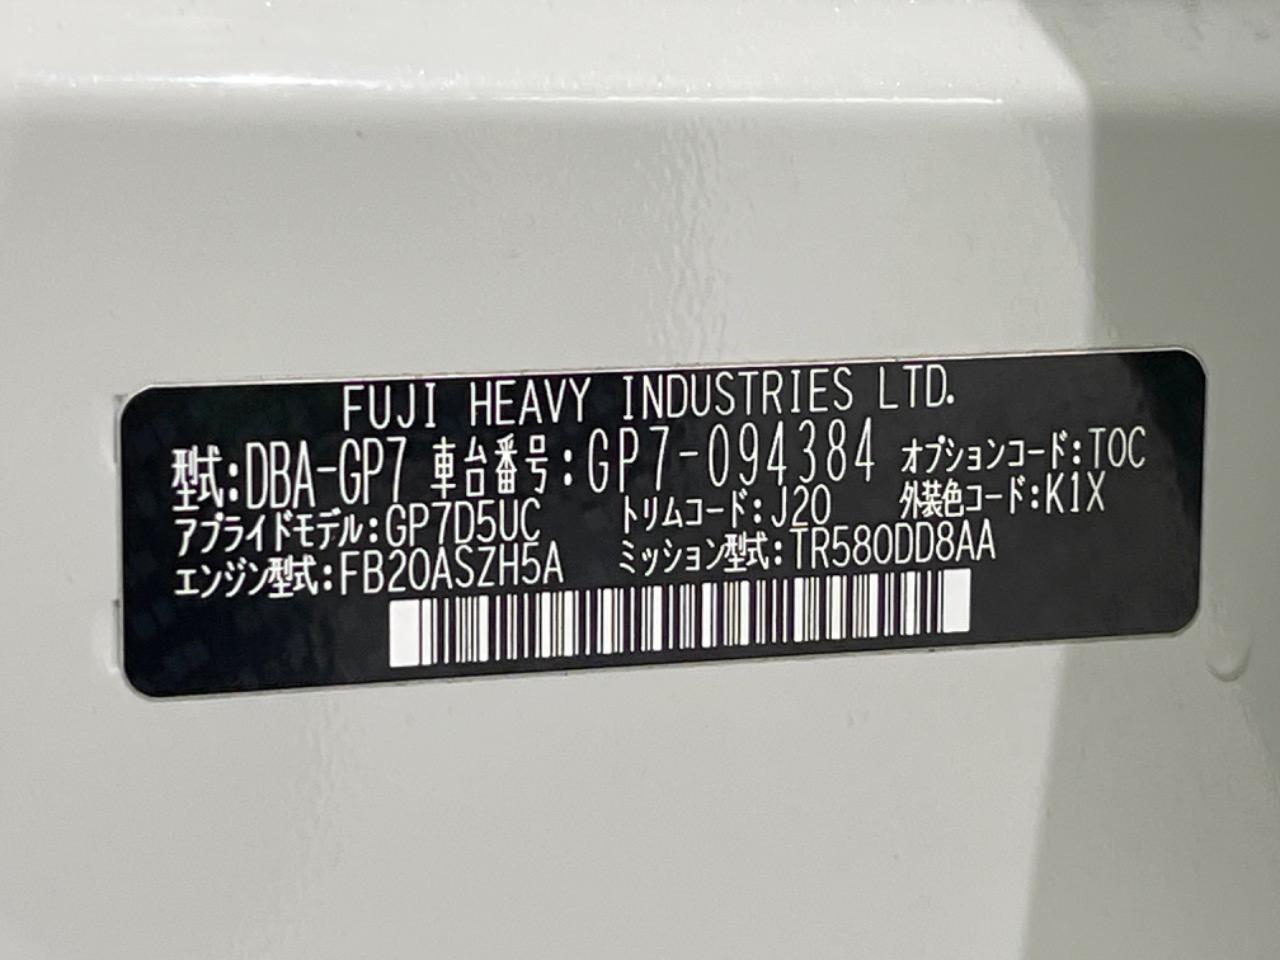 FUJI HEAVY INDUSTRIES LTD.
型式:DBA-GP7 車台番号:GP7-094384 オプションコード:TOC
アプライドモデル:GP7D5UC トリムコード:J20 外装色コード:K1X
エンジン型式:FB20ASZH5A ミッション型式:TR580DD8AA